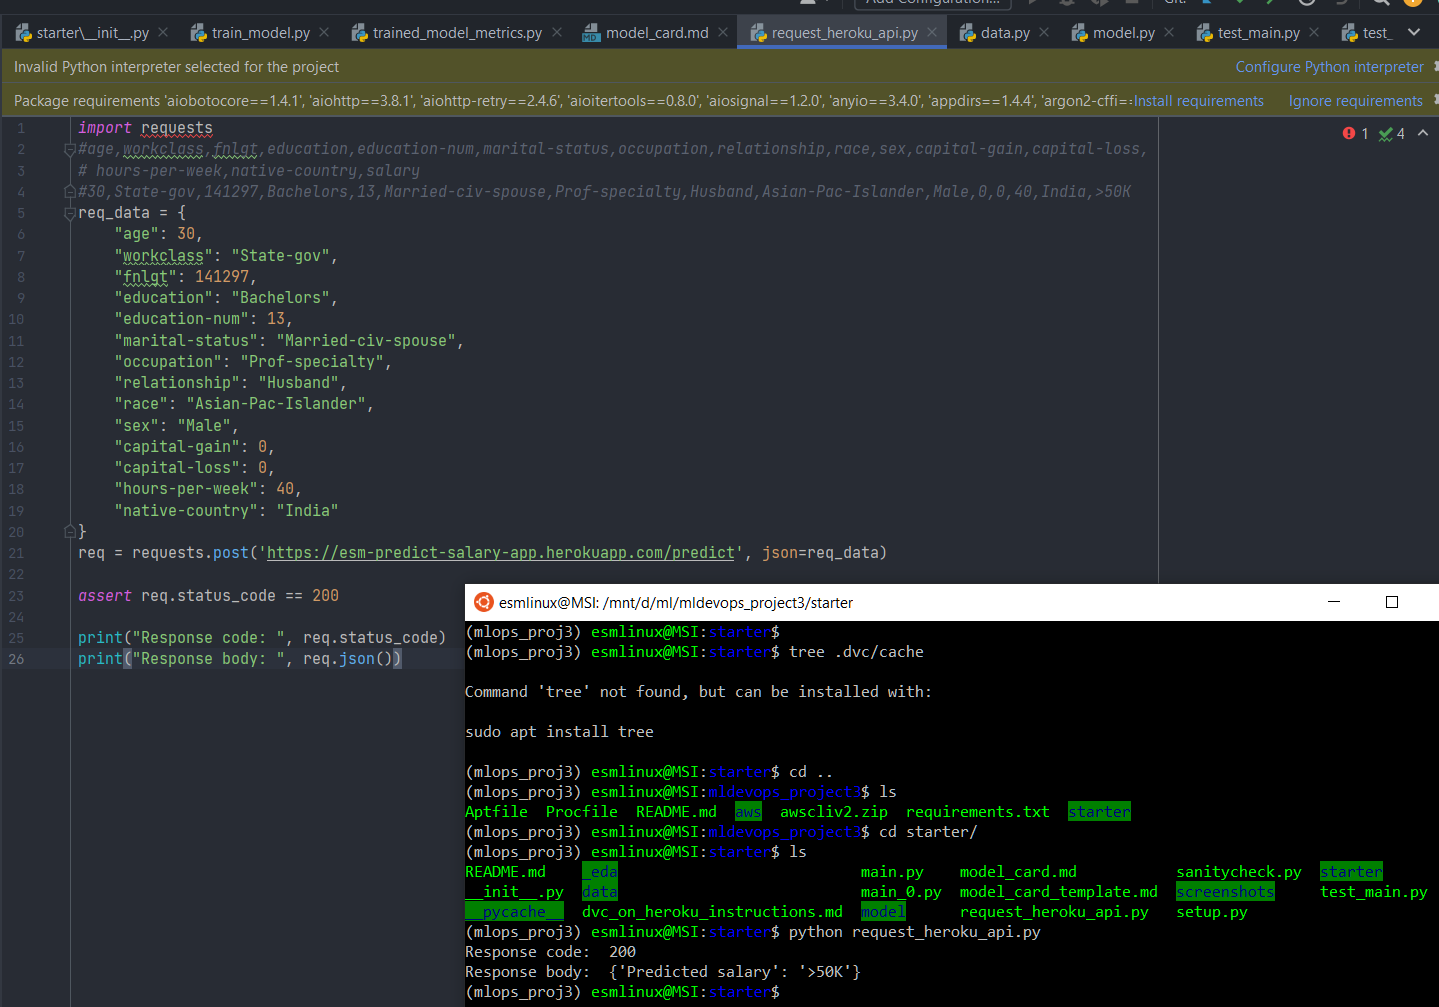 starter\__init__.py train_model.py trained_model_metrics.py model_card.md request_heroku_api.py data.py model.py test_main.py test_
Invalid Python interpreter selected for the project Configure Python interpreter
Package requirements 'aiobotocore==1.4.1', 'aiohttp==3.8.1', 'aiohttp-retry==2.4.6', 'aioitertools==0.8.0', 'aiosignal==1.2.0', 'anyio==3.4.0', 'appdirs==1.4.4', 'argon2-cffi== Install requirements Ignore requirements
1 import requests 1 4
2 #age,workclass,fnlgt,education,education-num,marital-status,occupation,relationship,race,sex,capital-gain,capital-loss,
3 # hours-per-week,native-country,salary
4 #30,State-gov,141297,Bachelors,13,Married-civ-spouse,Prof-specialty,Husband,Asian-Pac-Islander,Male,0,0,40,India,>50K
5 req_data = {
6 "age": 30,
7 "workclass": "State-gov",
8 "fnlgt": 141297,
9 "education": "Bachelors",
10 "education-num": 13,
11 "marital-status": "Married-civ-spouse",
12 "occupation": "Prof-specialty",
13 "relationship": "Husband",
14 "race": "Asian-Pac-Islander",
15 "sex": "Male",
16 "capital-gain": 0,
17 "capital-loss": 0,
18 "hours-per-week": 40,
19 "native-country": "India"
20 }
21 req = requests.post('https://esm-predict-salary-app.herokuapp.com/predict', json=req_data)
22
23 assert req.status_code == 200
24
25 print("Response code: ", req.status_code)
26 print("Response body: ", req.json())
esmlinux@MSI: /mnt/d/ml/mldevops_project3/starter
(mlops_proj3) esmlinux@MSI:starter$
(mlops_proj3) esmlinux@MSI:starter$ tree .dvc/cache
Command 'tree' not found, but can be installed with:
sudo apt install tree
(mlops_proj3) esmlinux@MSI:starter$ cd ..
(mlops_proj3) esmlinux@MSI:mldevops_project3$ ls
Aptfile Procfile README.md aws awscliv2.zip requirements.txt starter
(mlops_proj3) esmlinux@MSI:mldevops_project3$ cd starter/
(mlops_proj3) esmlinux@MSI:starter$ ls
README.md _eda main.py model_card.md sanitycheck.py starter
__init__.py data main_0.py model_card_template.md screenshots test_main.py
__pycache__ dvc_on_heroku_instructions.md model request_heroku_api.py setup.py
(mlops_proj3) esmlinux@MSI:starter$ python request_heroku_api.py
Response code:  200
Response body:  {'Predicted salary': '>50K'}
(mlops_proj3) esmlinux@MSI:starter$